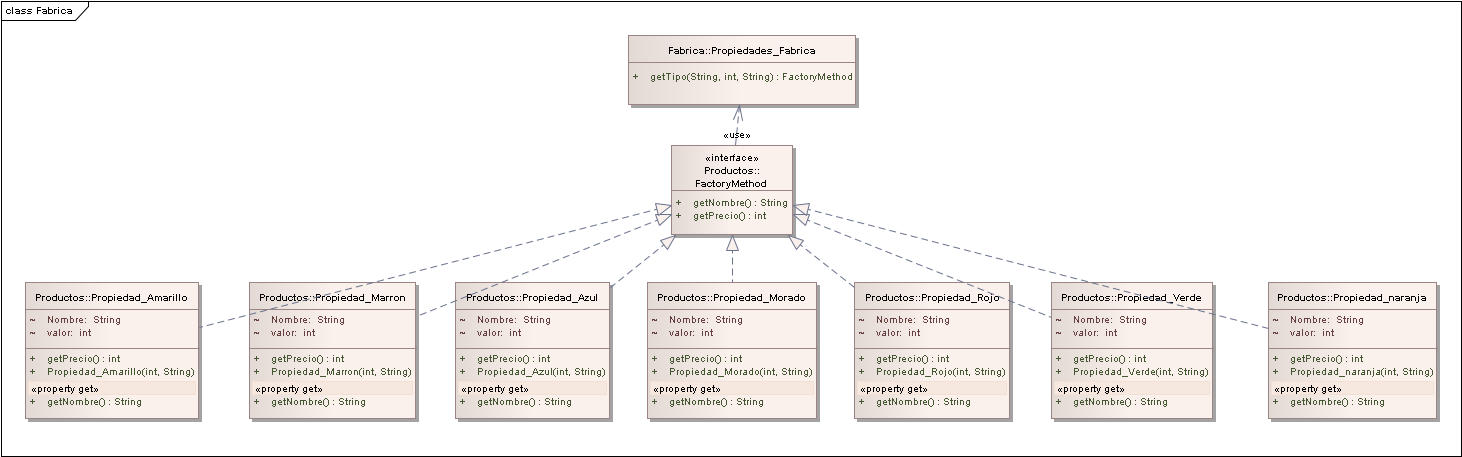 class Fabrica
Fabrica::Propiedades_Fabrica
+ getTipo(String, int, String) : FactoryMethod
«use»
«interface»
Productos::
FactoryMethod
+ getNombre() : String
+ getPrecio() : int
Productos::Propiedad_Amarillo
~ Nombre: String
~ valor: int
+ getPrecio() : int
+ Propiedad_Amarillo(int, String)
«property get»
+ getNombre() : String
Productos::Propiedad_Marron
~ Nombre: String
~ valor: int
+ getPrecio() : int
+ Propiedad_Marron(int, String)
«property get»
+ getNombre() : String
Productos::Propiedad_Azul
~ Nombre: String
~ valor: int
+ getPrecio() : int
+ Propiedad_Azul(int, String)
«property get»
+ getNombre() : String
Productos::Propiedad_Morado
~ Nombre: String
~ valor: int
+ getPrecio() : int
+ Propiedad_Morado(int, String)
«property get»
+ getNombre() : String
Productos::Propiedad_Rojo
~ Nombre: String
~ valor: int
+ getPrecio() : int
+ Propiedad_Rojo(int, String)
«property get»
+ getNombre() : String
Productos::Propiedad_Verde
~ Nombre: String
~ valor: int
+ getPrecio() : int
+ Propiedad_Verde(int, String)
«property get»
+ getNombre() : String
Productos::Propiedad_naranja
~ Nombre: String
~ valor: int
+ getPrecio() : int
+ Propiedad_naranja(int, String)
«property get»
+ getNombre() : String